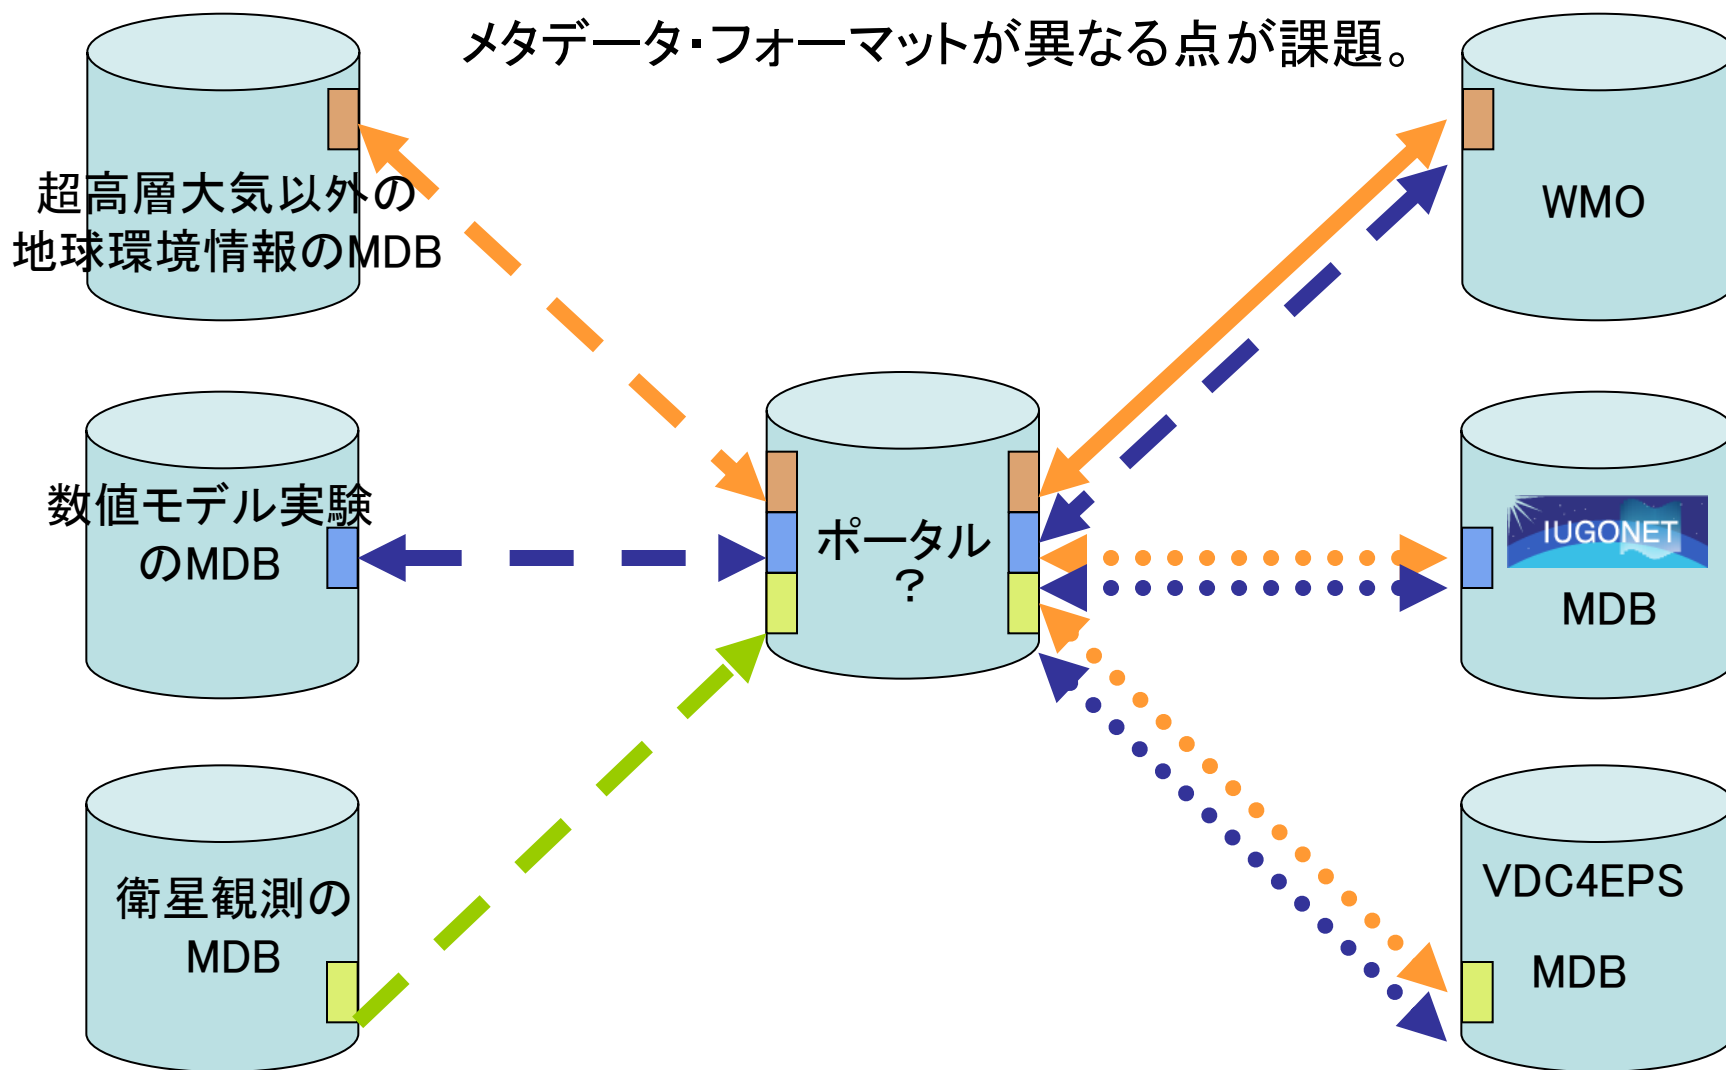 メタデータ・フォーマットが異なる点が課題。
超高層大気以外の
地球環境情報のMDB
WMO
数値モデル実験
のMDB
ポータル
？
IUGONET
MDB
衛星観測の
MDB
VDC4EPS
MDB